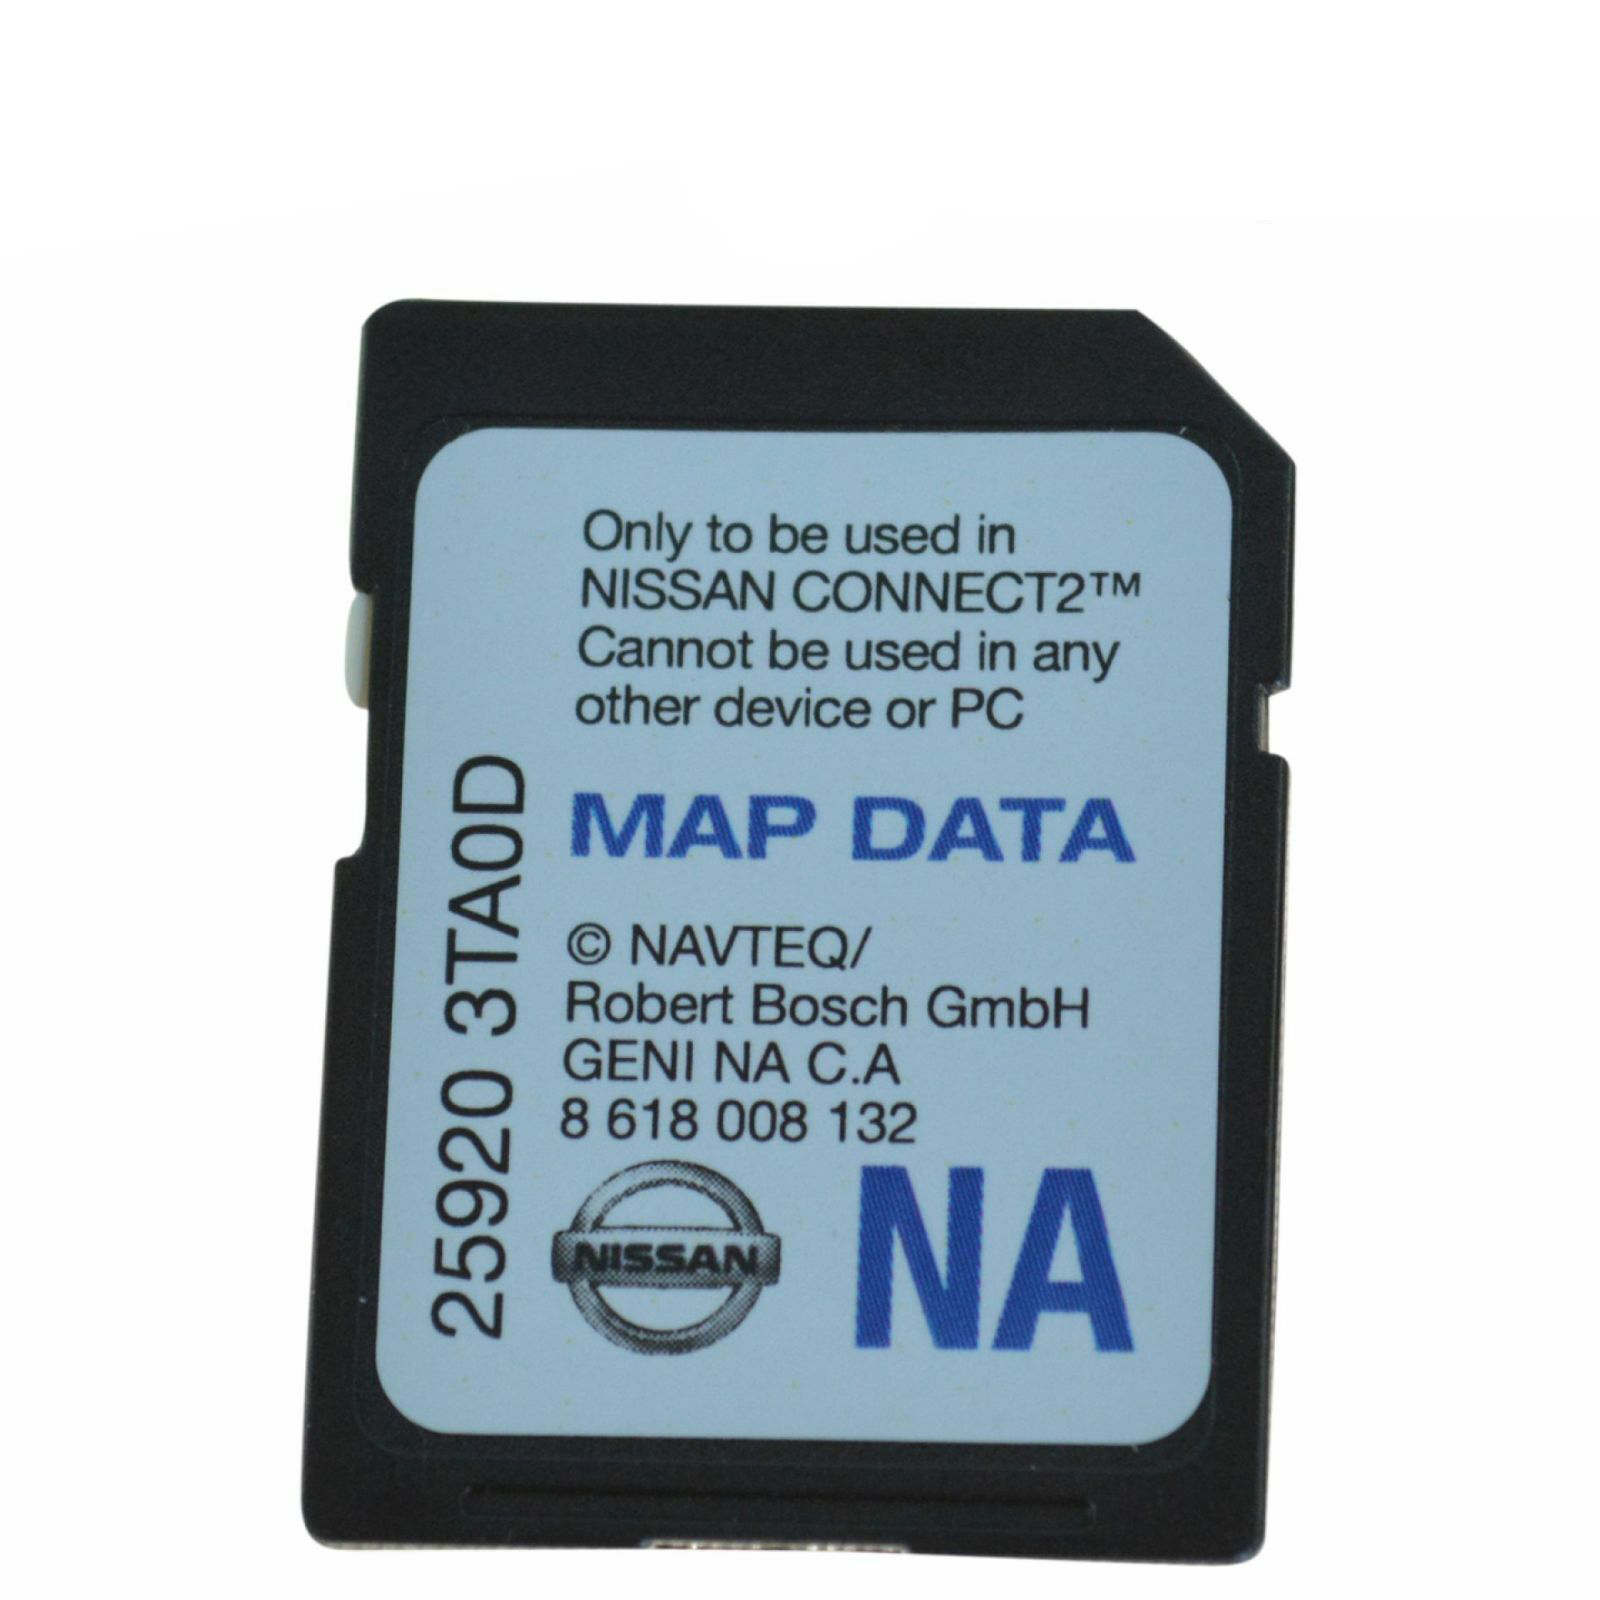 Only to be used in
NISSAN CONNECT2™
Cannot be used in any
other device or PC
MAP DATA
© NAVTEQ/
Robert Bosch GmbH
GENI NA C.A
8 618 008 132
NISSAN
NA
25920 3TA0D